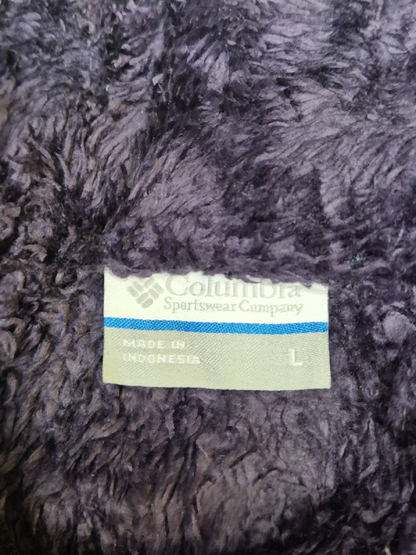 Columbia
Sportswear Company
MADE IN
INDONESIA
L